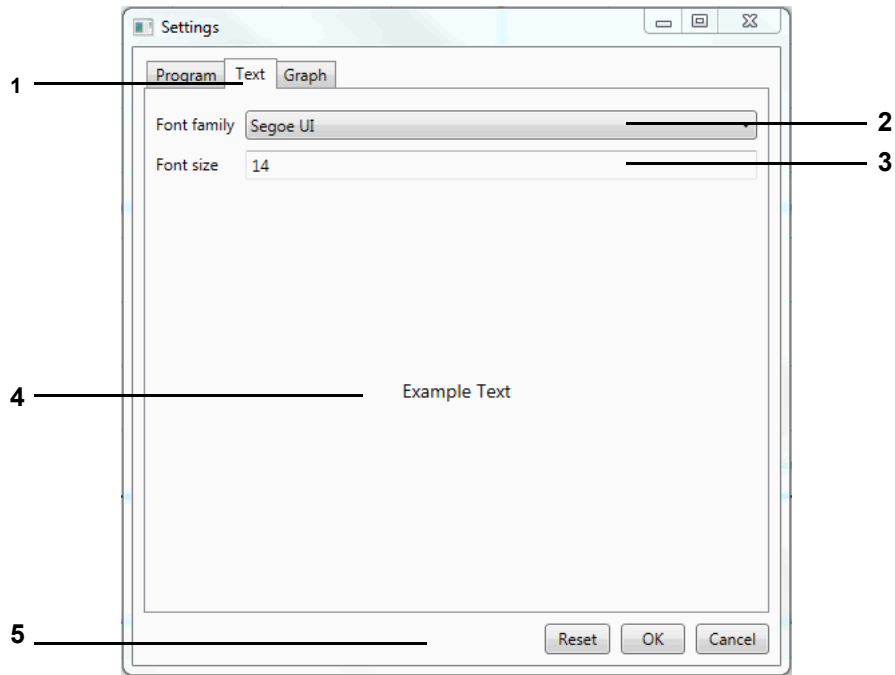 Settings
Program Text Graph
1
Font family Segoe UI
2
Font size 14
3
4
Example Text
5
Reset OK Cancel